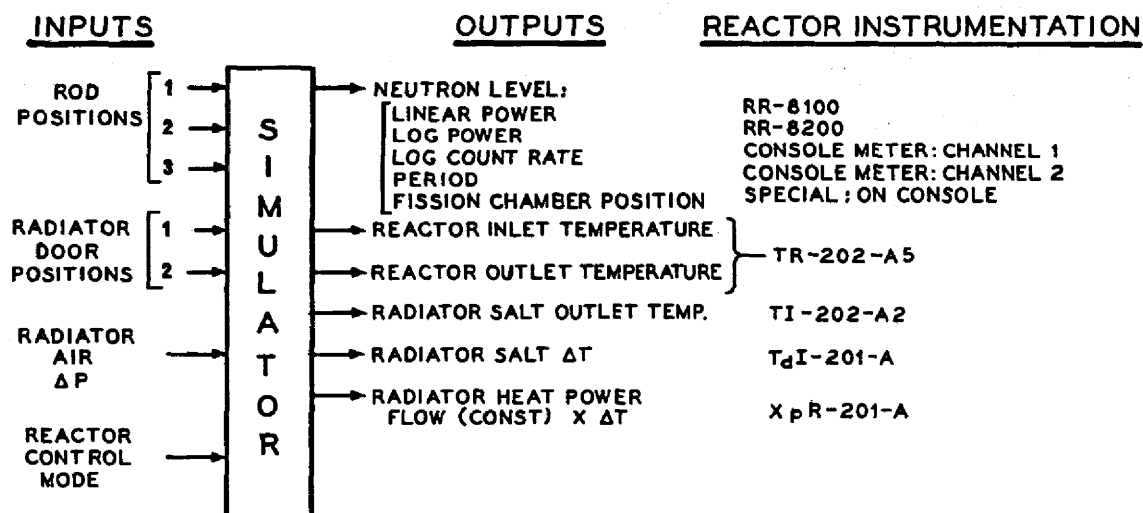 INPUTS
OUTPUTS
REACTOR INSTRUMENTATION
ROD
POSITIONS
1
2
3
RADIATOR
DOOR
POSITIONS
1
2
RADIATOR
AIR
ΔP
REACTOR
CONTROL
MODE
SIMULATOR
NEUTRON LEVEL:
LINEAR POWER
LOG POWER
LOG COUNT RATE
PERIOD
FISSION CHAMBER POSITION
REACTOR INLET TEMPERATURE
REACTOR OUTLET TEMPERATURE
RADIATOR SALT OUTLET TEMP.
RADIATOR SALT ΔT
RADIATOR HEAT POWER
FLOW (CONST) X ΔT
RR-8100
RR-8200
CONSOLE METER: CHANNEL 1
CONSOLE METER: CHANNEL 2
SPECIAL: ON CONSOLE
TR-202-A5
TI-202-A2
TdI-201-A
XpR-201-A